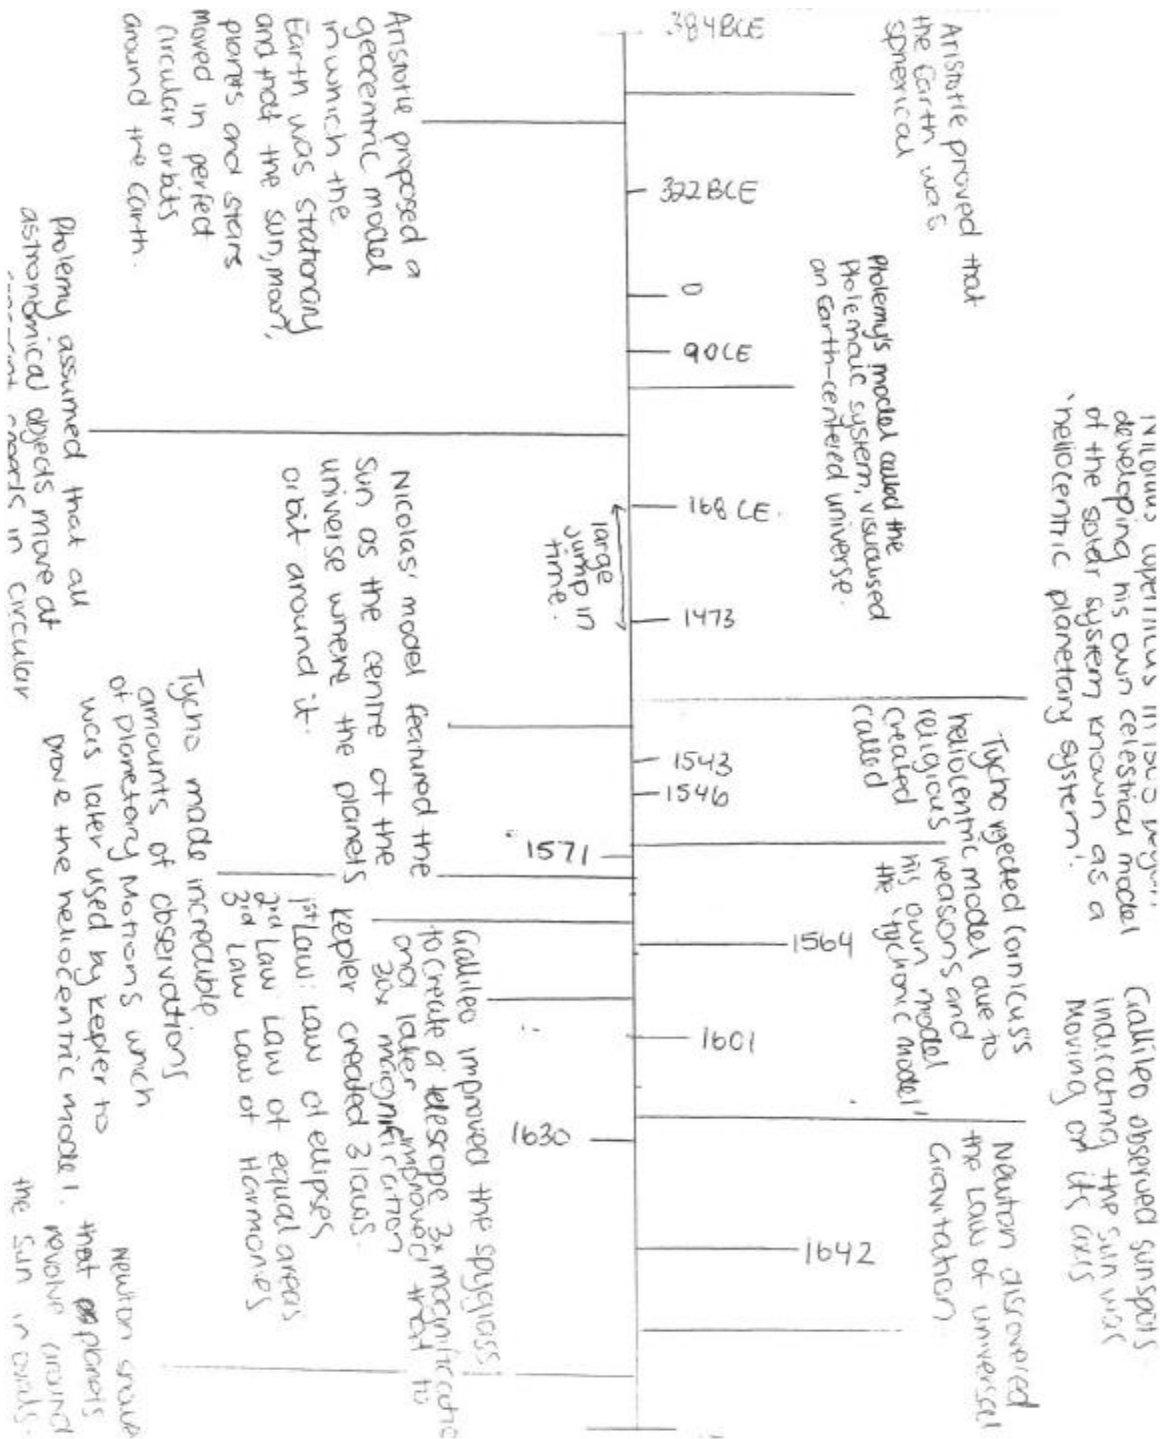 384BCE
Aristotle proved that
the Earth was
spherical
Aristotle proposed a
geocentric model
in which the
Earth was stationary
and that the sun, moon,
planets and stars
moved in perfect
circular orbits
around the Earth.
322BCE
0
90CE
Ptolemy's model called the
Ptolemaic system, visualised
an Earth-centered universe.
Ptolemy assumed that all
astronomical objects move at
speeds in circular
168 CE.
large
jump in
time.
1473
developing his own celestrial model
of the solar system known as a
'heliocentric planetary system'.
Nicolas' model featured the
Sun as the centre of the
universe where the planets
orbit around it.
1543
1546
Tycho rejected Cornicus's
heliocentric model due to
religious reasons and
created his own model
called the 'tychonic model'
1571
Tycho made increadible
amounts of observations
of planetary Motions which
was later used by Kepler to
prove the heliocentric model.
Kepler created 3 laws.
1st Law: Law of ellipses
2nd Law: Law of equal areas
3rd Law: Law of Harmonies
1564
Gallileo improved the spyglass
to create a telescope 3x
and later improved that to
30x magnification
1601
Gallileo observed sunspots
indicating the sun was
Moving on its axis
1630
1642
Newton discovered
the Law of universal
Gravitation
Newton
that planets
revolve around
the sun in ovals.